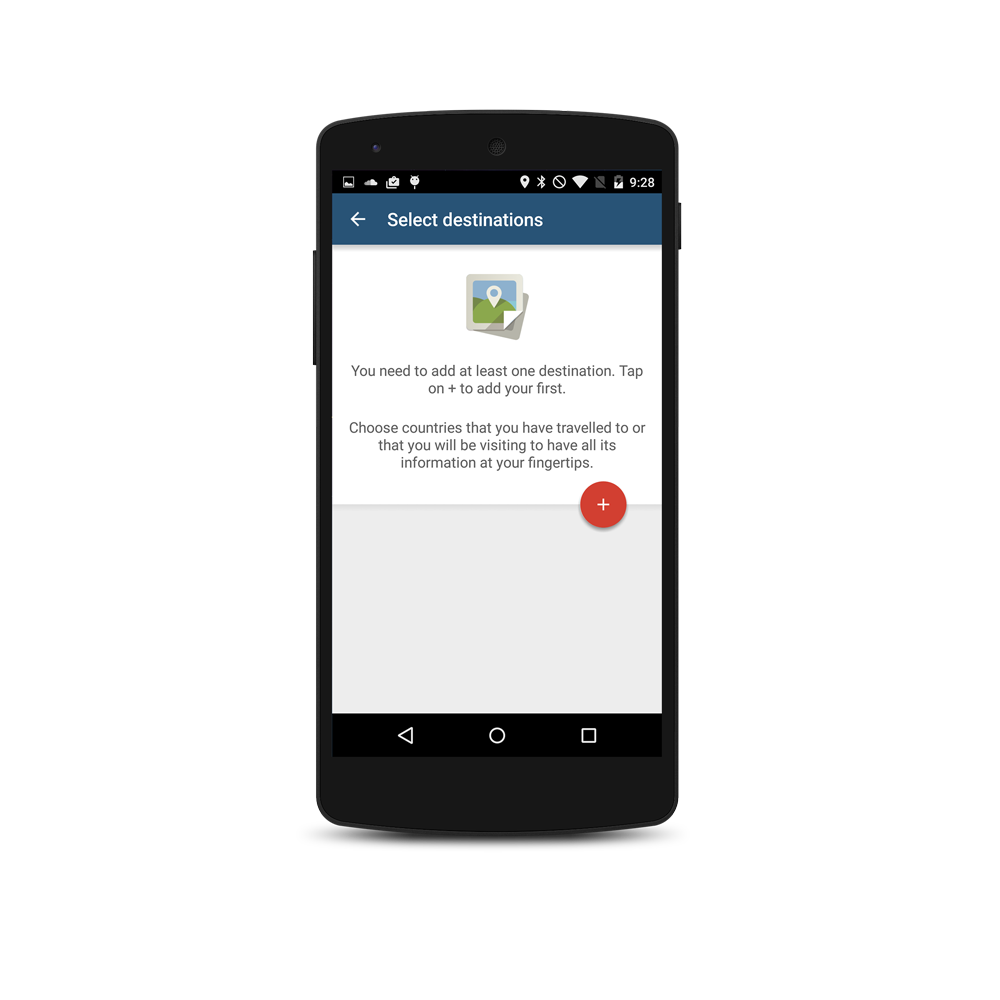 9:28
Select destinations
You need to add at least one destination. Tap
on + to add your first.
Choose countries that you have travelled to or
that you will be visiting to have all its
information at your fingertips.
+